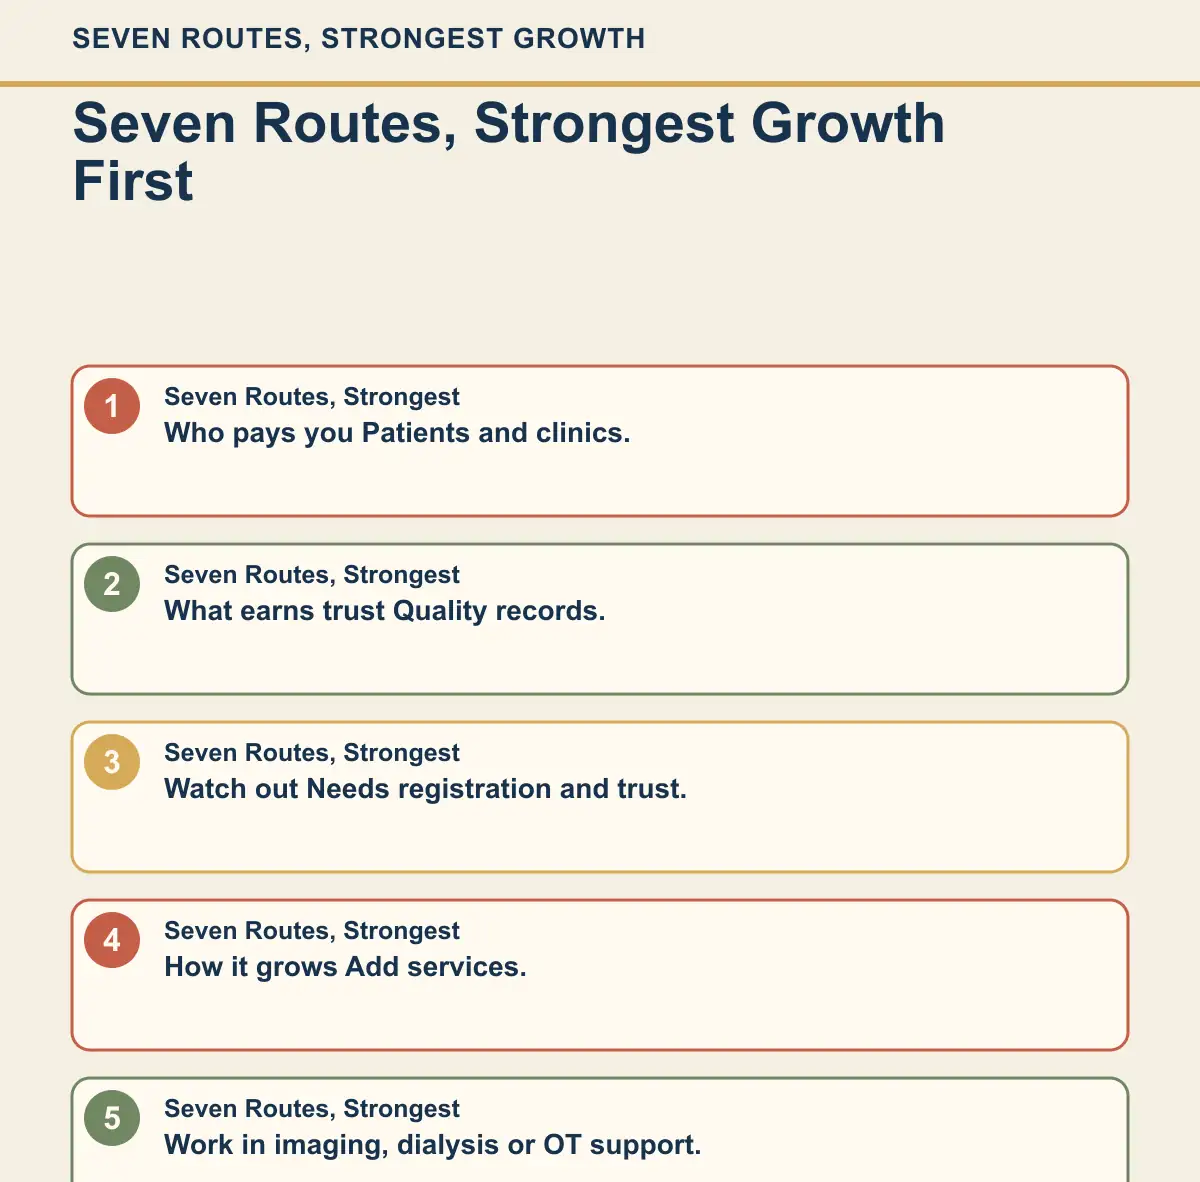 SEVEN ROUTES, STRONGEST GROWTH
Seven Routes, Strongest Growth
First
1
Seven Routes, Strongest
Who pays you Patients and clinics.
2
Seven Routes, Strongest
What earns trust Quality records.
3
Seven Routes, Strongest
Watch out Needs registration and trust.
4
Seven Routes, Strongest
How it grows Add services.
5
Seven Routes, Strongest
Work in imaging, dialysis or OT support.